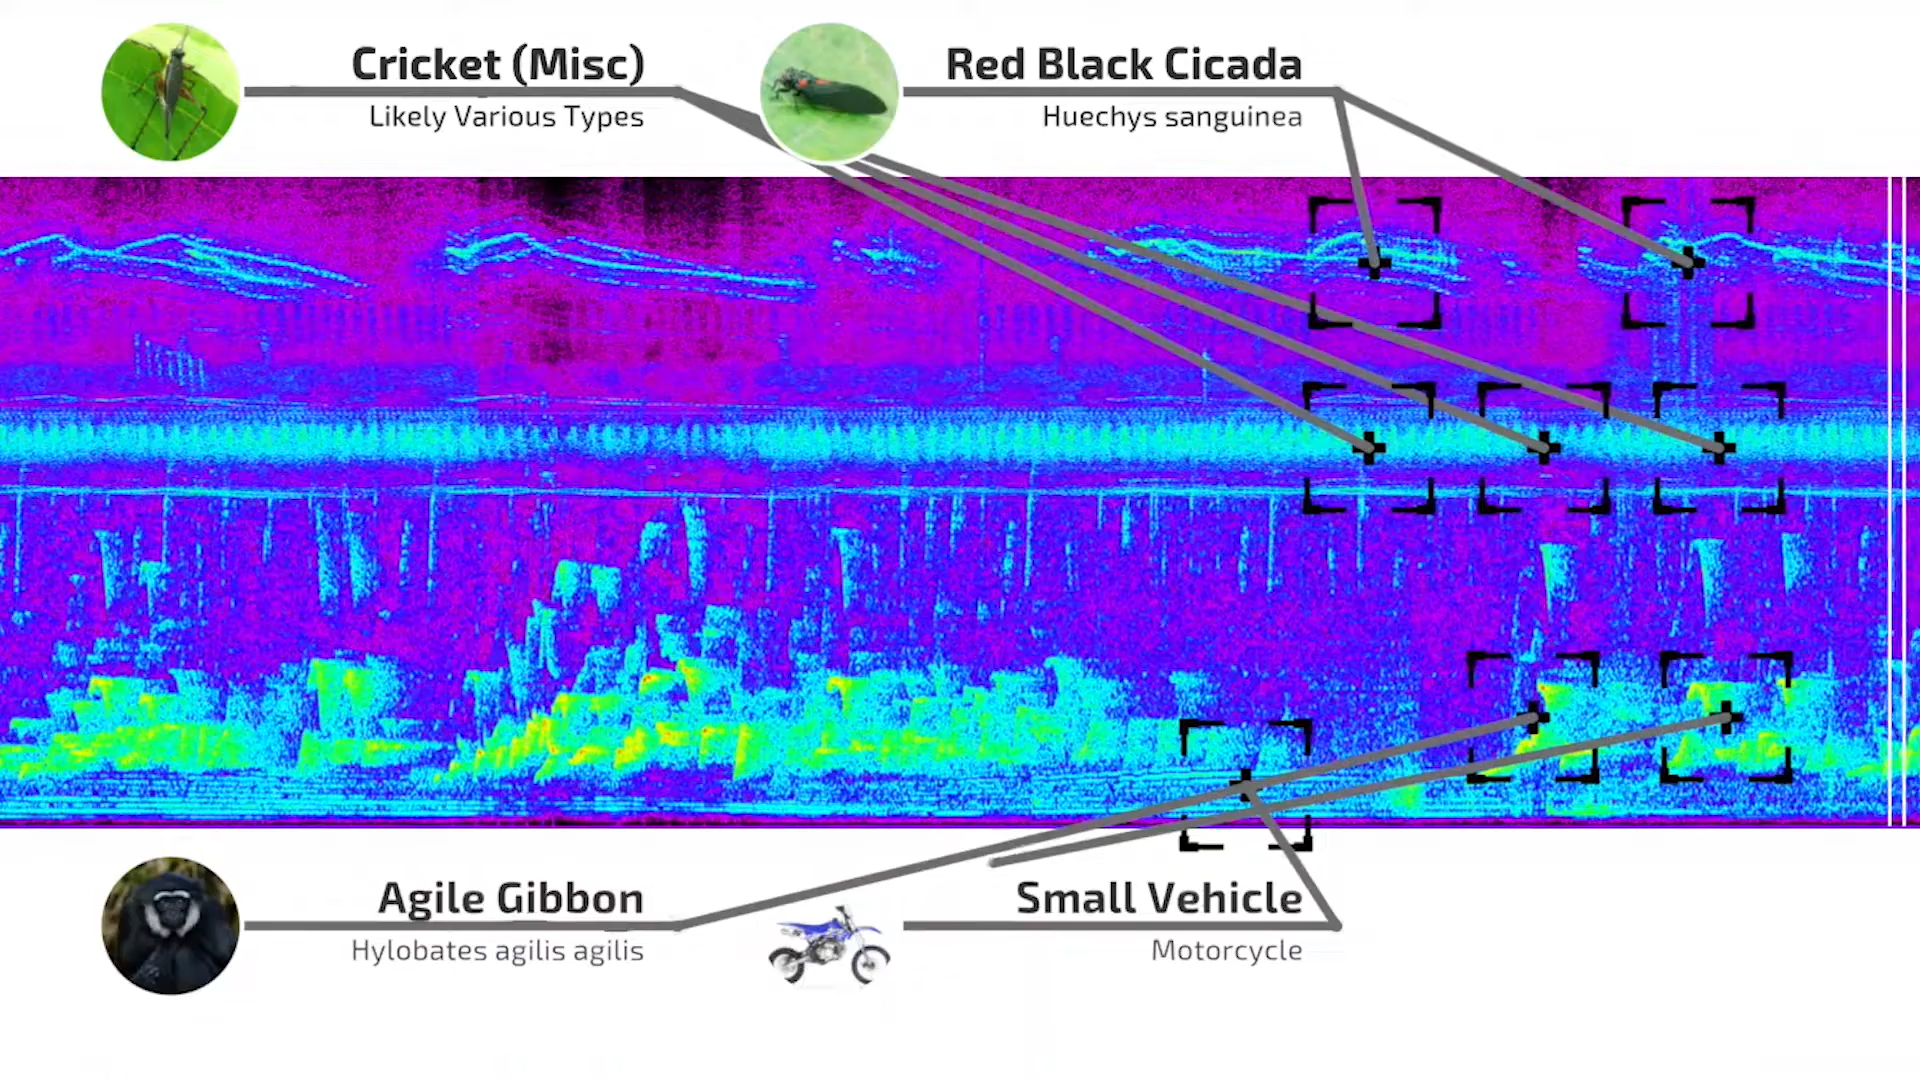 Cricket (Misc)
Likely Various Types
Red Black Cicada
Huechys sanguinea
Agile Gibbon
Hylobates agilis agilis
Small Vehicle
Motorcycle